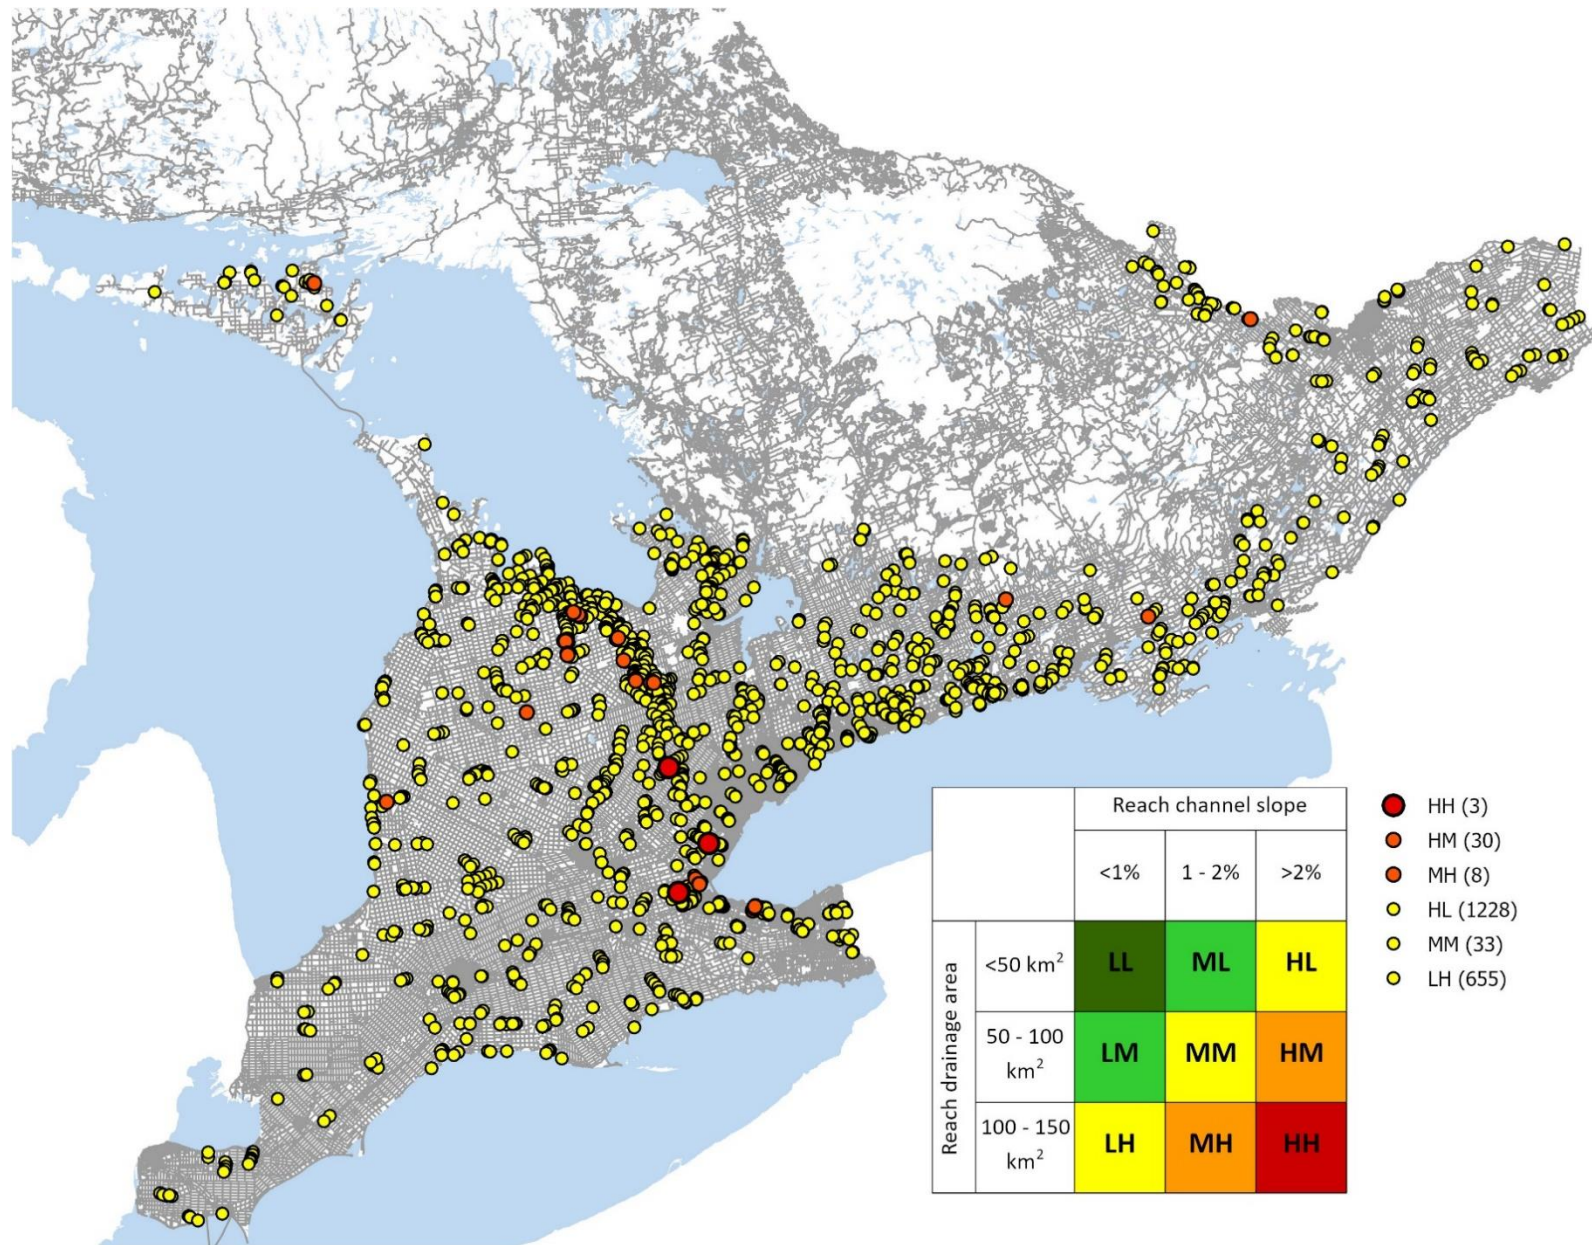 Reach channel slope
<1%
1 - 2%
>2%
Reach drainage area
<50 km²
LL
ML
HL
50 - 100
km²
LM
MM
HM
100 - 150
km²
LH
MH
HH
HH (3)
HM (30)
MH (8)
HL (1228)
MM (33)
LH (655)